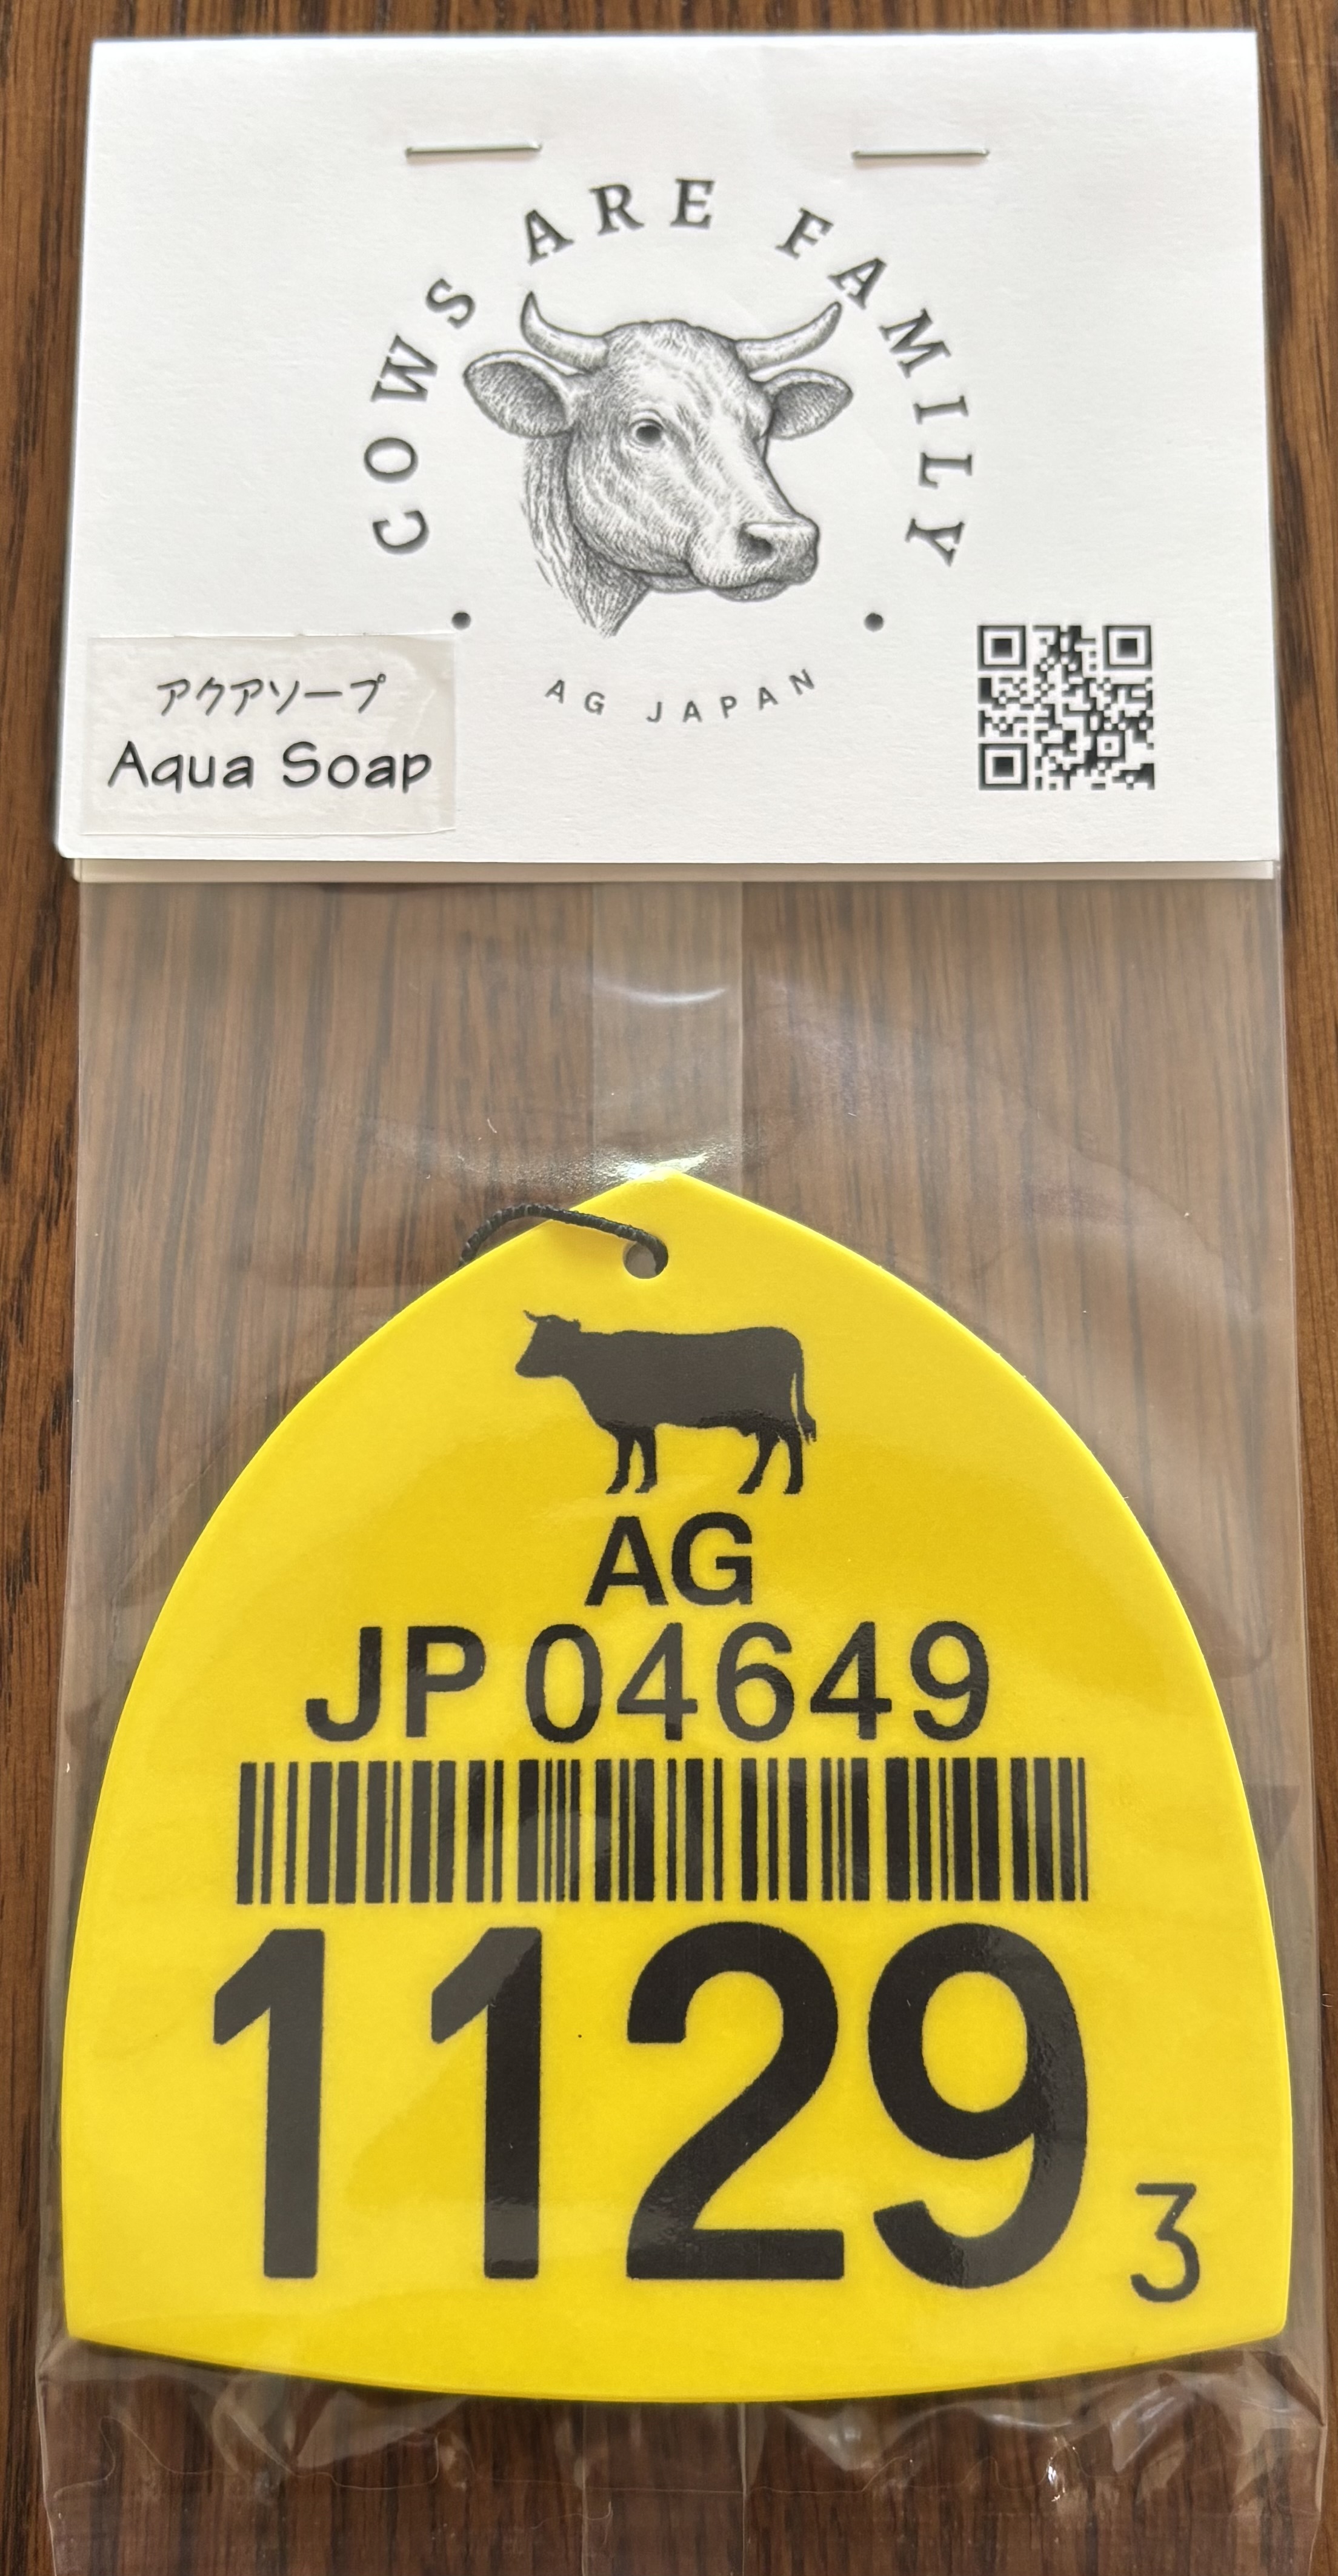 COWS ARE FAMILY
AG JAPAN
アクアソープ
Aqua Soap
AG
JP 04649
1129 3